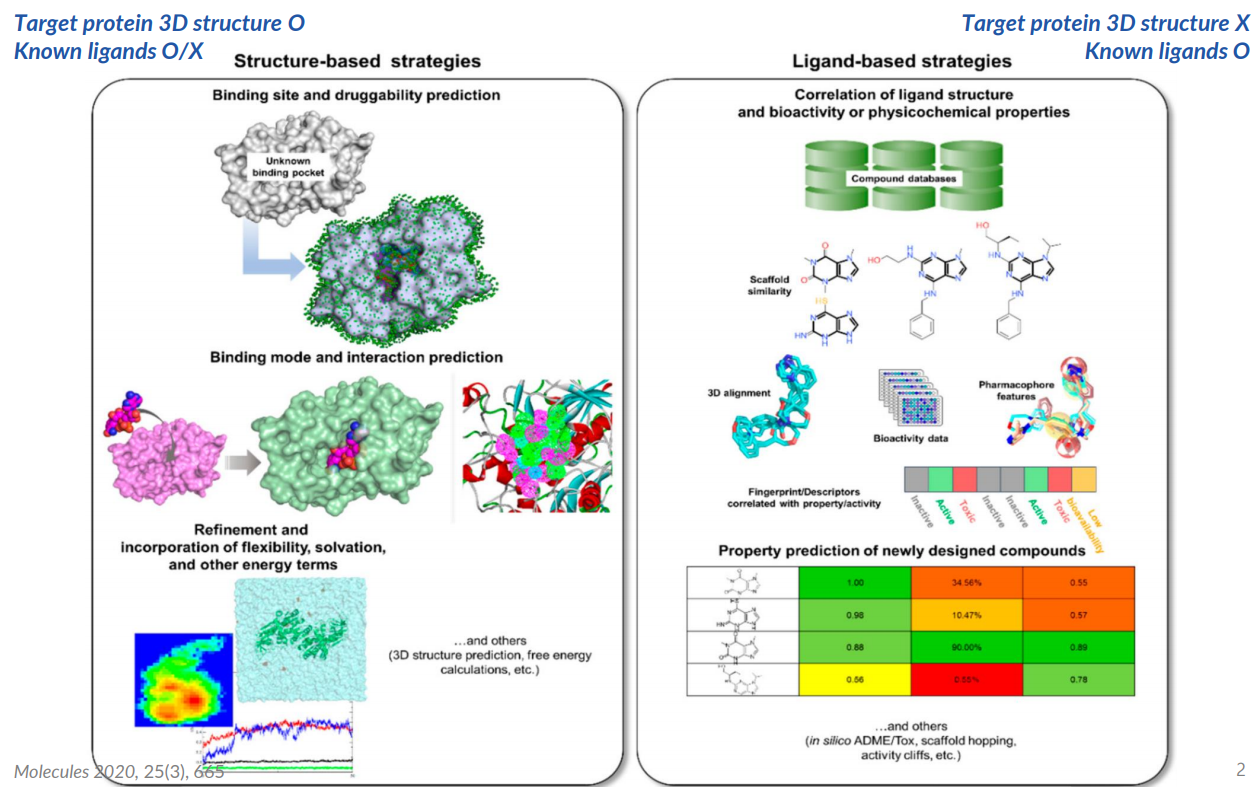 Target protein 3D structure O
Known ligands O/X
Target protein 3D structure X
Known ligands O
Structure-based strategies
Binding site and druggability prediction
Unknown
binding pocket
Binding mode and interaction prediction
Refinement and
incorporation of flexibility, solvation,
and other energy terms
...and others
(3D structure prediction, free energy
calculations, etc.)
Ligand-based strategies
Correlation of ligand structure
and bioactivity or physicochemical properties
Compound databases
Scaffold
similarity
3D alignment
Bioactivity data
Pharmacophore
features
Fingerprint/Descriptors
correlated with property/activity
Inactive
Active
Toxic
Inactive
Inactive
Active
Toxic
Low
bioavailability
Property prediction of newly designed compounds
1.00 34.56% 0.55
0.98 10.47% 0.57
0.88 90.00% 0.89
0.56 0.78
...and others
(in silico ADME/Tox, scaffold hopping,
activity cliffs, etc.)
Molecules 2020, 25(3), 665
2